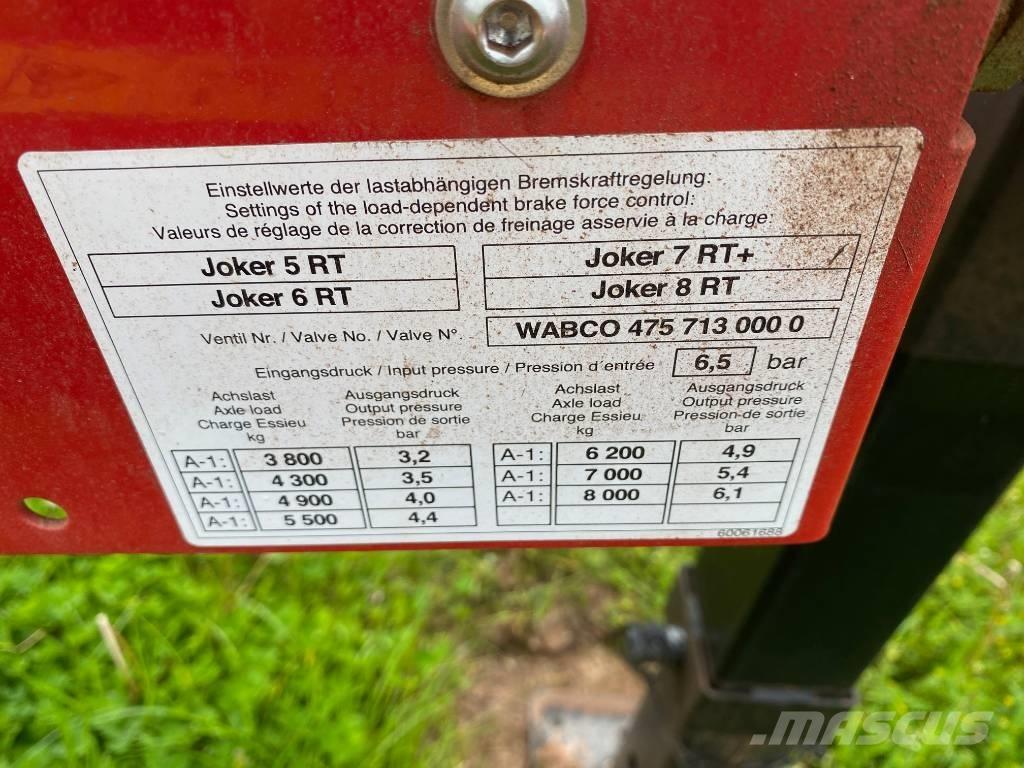 Einstellwerte der lastabhängigen Bremskraftregelung:
Settings of the load-dependent brake force control:
Valeurs de réglage de la correction de freinage asservie à la charge:
Joker 5 RT
Joker 7 RT+
Joker 6 RT
Joker 8 RT
Ventil Nr. / Valve No. / Valve N°. WABCO 475 713 000 0
Eingangsdruck / Input pressure / Pression d´entrée 6,5 bar
Achslast Ausgangsdruck Achslast Ausgangsdruck
Axle load Output pressure Axle load Output pressure
Charge Essieu Pression de sortie Charge Essieu Pression de sortie
kg bar kg bar
A-1: 3 800 3,2 A-1: 6 200 4,9
A-1: 4 300 3,5 A-1: 7 000 5,4
A-1: 4 900 4,0 A-1: 8 000 6,1
A-1: 5 500 4,4
60061688
MASCUS